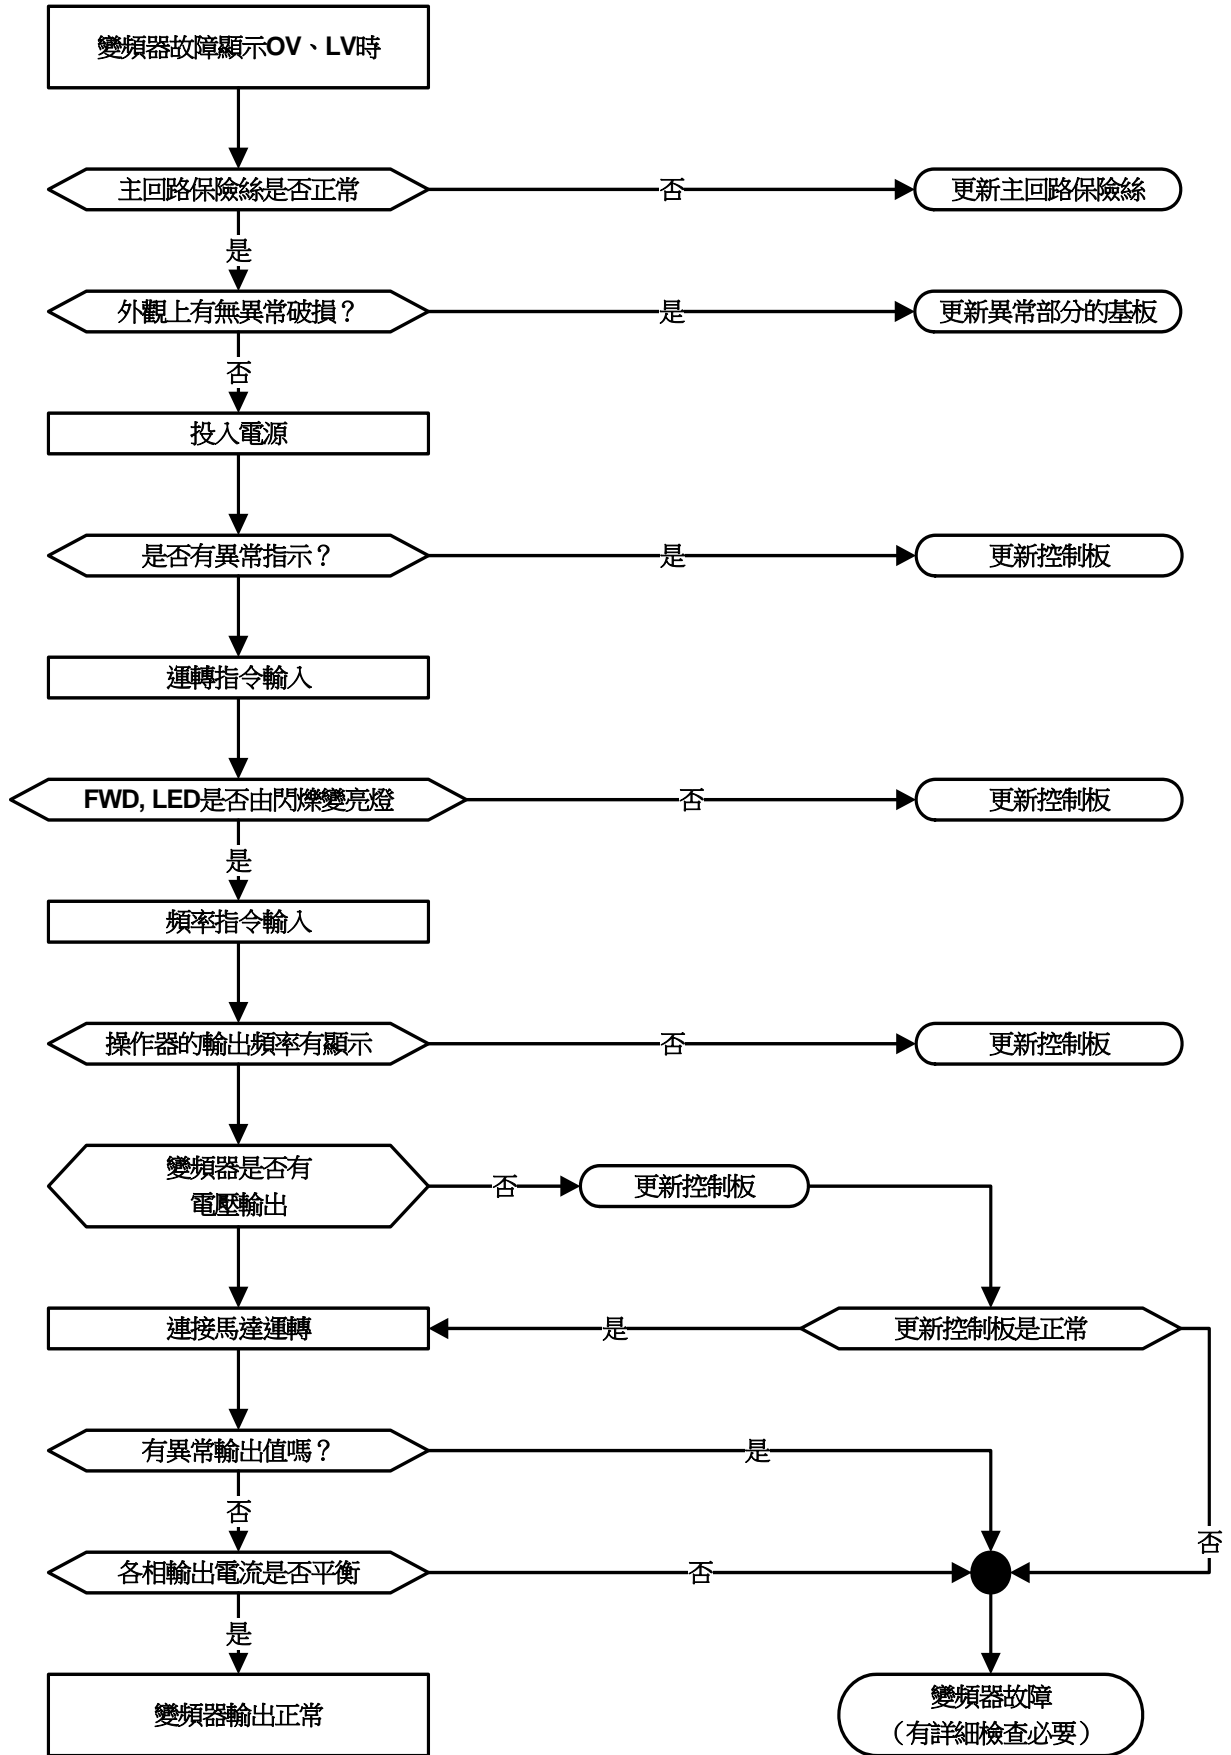 變頻器故障顯示OV、LV時
主回路保險絲是否正常
否
更新主回路保險絲
是
外觀上有無異常破損？
是
更新異常部分的基板
否
投入電源
是否有異常指示？
是
更新控制板
運轉指令輸入
FWD, LED是否由閃爍變亮燈
否
更新控制板
是
頻率指令輸入
操作器的輸出頻率有顯示
否
更新控制板
變頻器是否有
電壓輸出
否
更新控制板
連接馬達運轉
是
更新控制板是正常
有異常輸出值嗎？
是
否
否
各相輸出電流是否平衡
否
是
變頻器輸出正常
變頻器故障
（有詳細檢查必要）